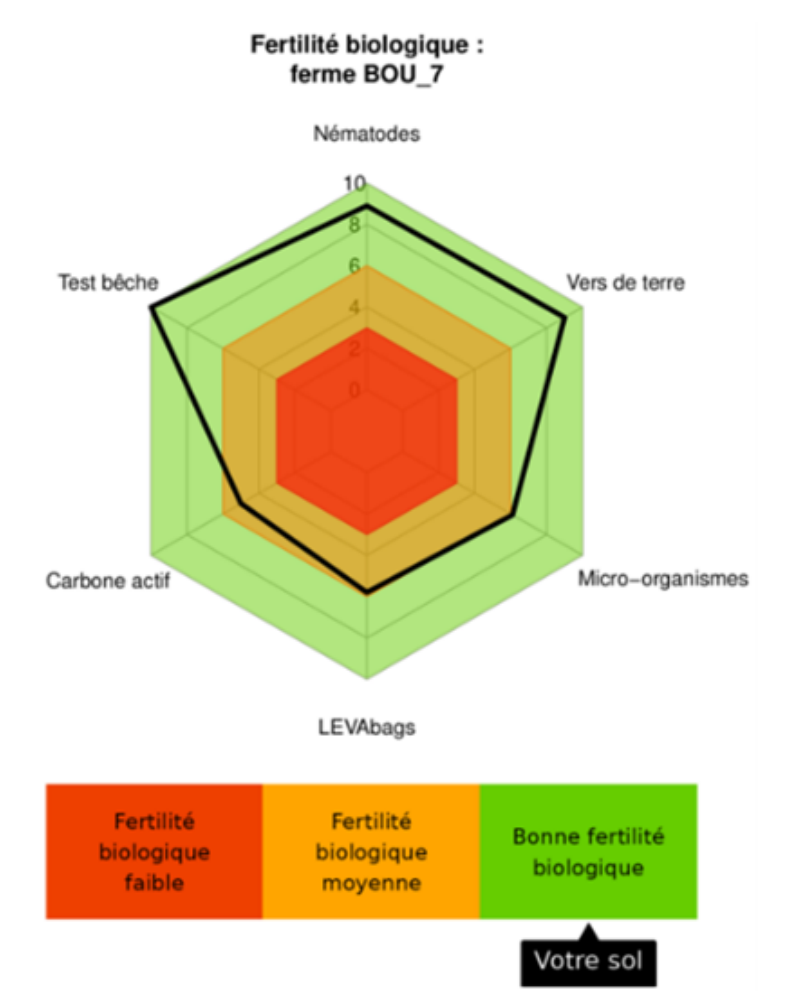 Fertilité biologique :
ferme BOU_7
Nématodes
10
8
6
4
2
0
Test bêche
Vers de terre
Carbone actif
Micro−organismes
LEVAbags
Fertilité
biologique
faible
Fertilité
biologique
moyenne
Bonne fertilité
biologique
Votre sol